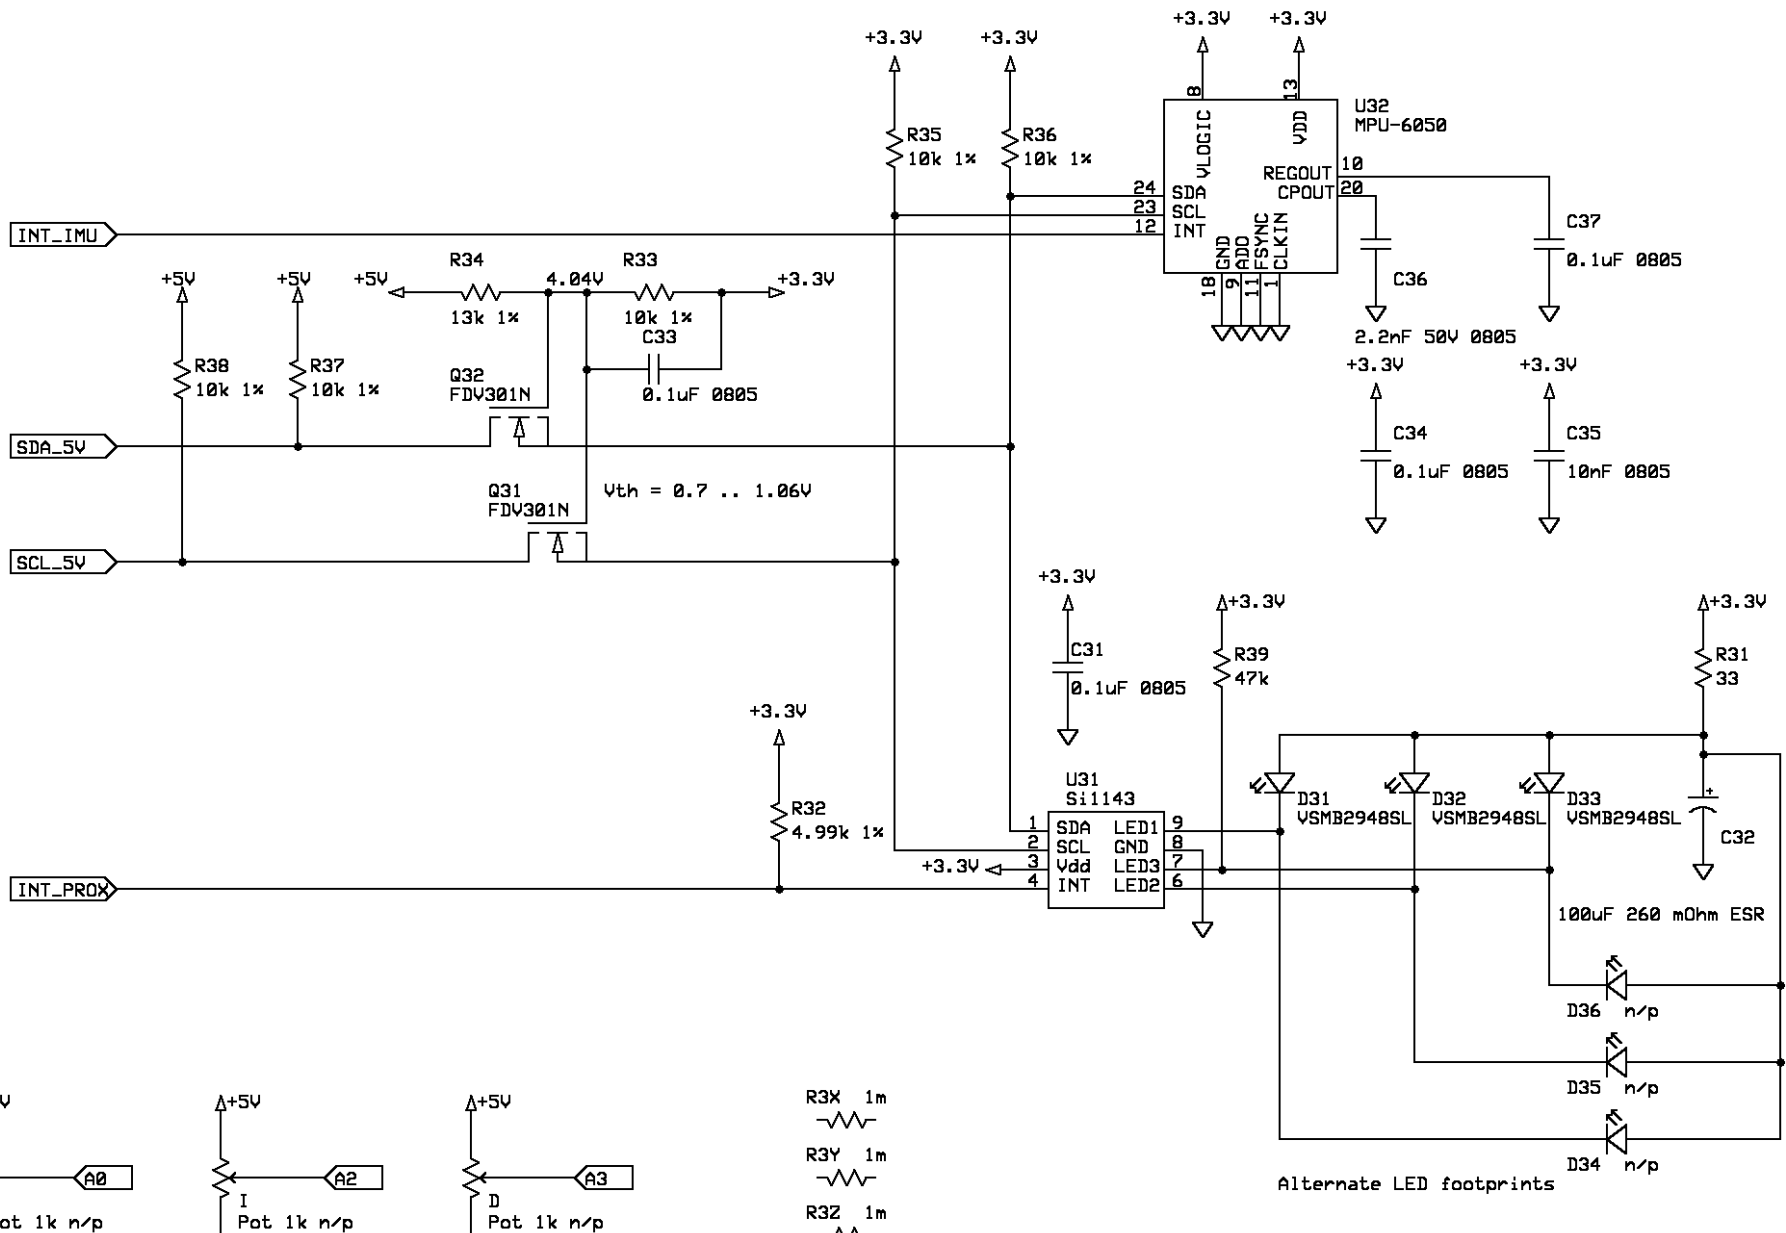 +3.3V +3.3V
+3.3V +3.3V
8 13
U32
MPU-6050
VLOGIC VDD
R35
10k 1%
R36
10k 1%
REGOUT 10
CPOUT 20
24 SDA
23 SCL
12 INT
GND ADO FSYNC CLKIN
18 9 11 1
INT_IMU
C37
0.1uF 0805
C36
2.2nF 50V 0805
+5V +5V +5V
R34
13k 1%
4.04V
R33
10k 1%
+3.3V
C33
0.1uF 0805
R38
10k 1%
R37
10k 1%
Q32
FDV301N
+3.3V +3.3V
C34
0.1uF 0805
C35
10nF 0805
SDA_5V
Q31
FDV301N
Vth = 0.7 .. 1.06V
SCL_5V
+3.3V
+3.3V
+3.3V
C31
0.1uF 0805
R39
47k
R31
33
+3.3V
R32
4.99k 1%
U31
Si1143
1 SDA LED1 9
2 SCL GND 8
+3.3V 3 Vdd LED3 7
4 INT LED2 6
D31
VSMB2948SL
D32
VSMB2948SL
D33
VSMB2948SL
+
C32
INT_PROX
100uF 260 mOhm ESR
D36 n/p
D35 n/p
D34 n/p
Alternate LED footprints
V
+5V
+5V
R3X 1m
R3Y 1m
R3Z 1m
A0
A2
A3
I
D
ot 1k n/p
Pot 1k n/p
Pot 1k n/p